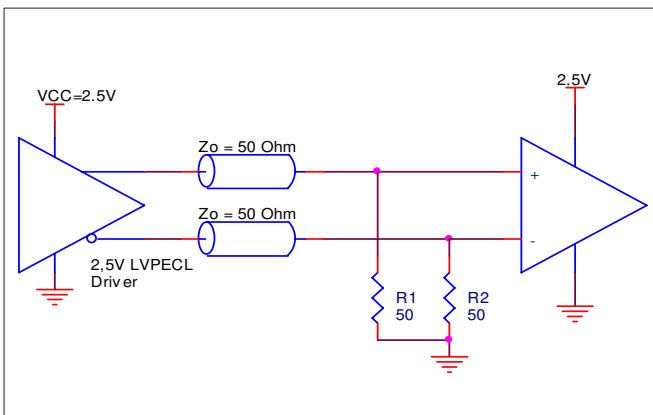 VCC=2.5V
2.5V
Zo = 50 Ohm
+
Zo = 50 Ohm
-
2,5V LVPECL
Driver
R1
50
R2
50